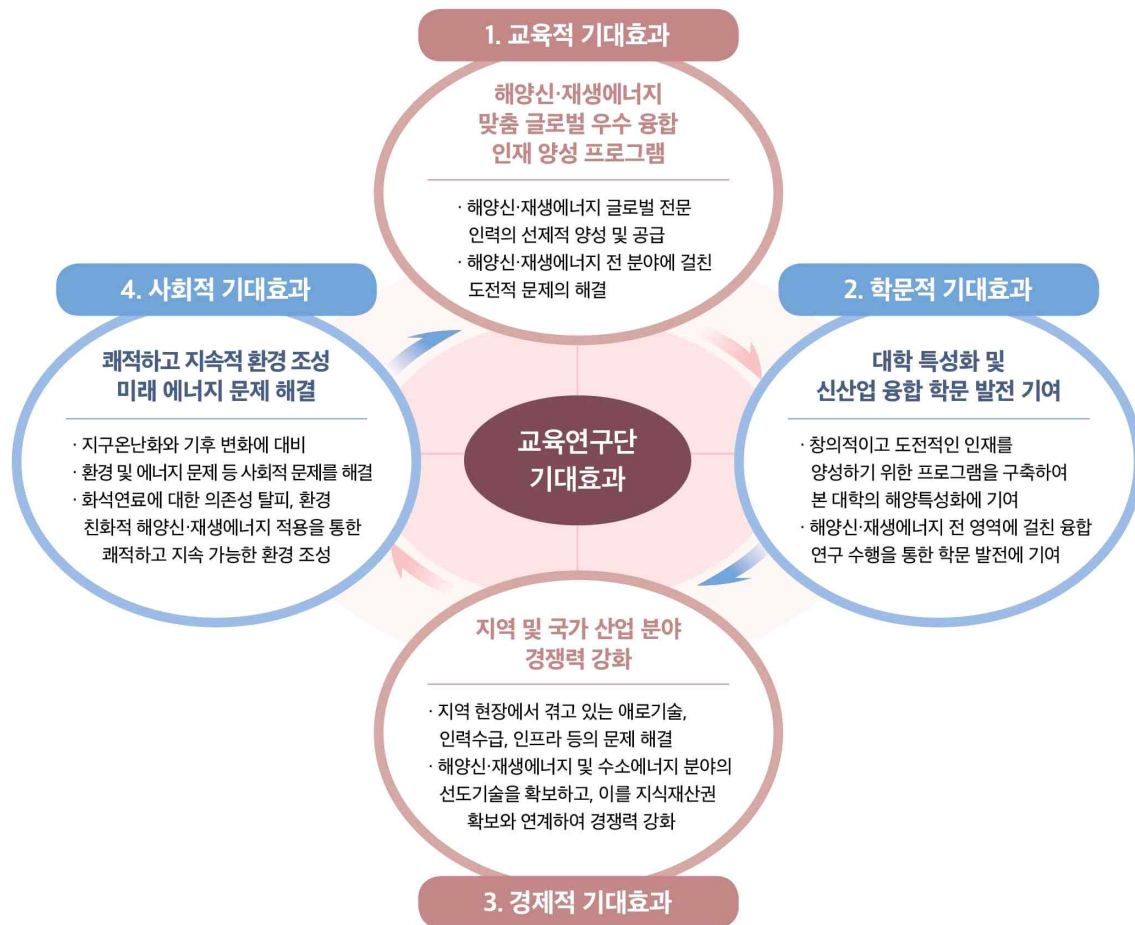 1. 교육적 기대효과
해양신·재생에너지
맞춤 글로벌 우수 융합
인재 양성 프로그램
· 해양신·재생에너지 글로벌 전문
인력의 선제적 양성 및 공급
· 해양신·재생에너지 전 분야에 걸친
도전적 문제의 해결
2. 학문적 기대효과
대학 특성화 및
신산업 융합 학문 발전 기여
· 창의적이고 도전적인 인재를
양성하기 위한 프로그램을 구축하여
본 대학의 해양특성화에 기여
· 해양신·재생에너지 전 영역에 걸친 융합
연구 수행을 통한 학문 발전에 기여
교육연구단
기대효과
지역 및 국가 산업 분야
경쟁력 강화
· 지역 현장에서 겪고 있는 애로기술,
인력수급, 인프라 등의 문제 해결
· 해양신·재생에너지 및 수소에너지 분야의
선도기술을 확보하고, 이를 지식재산권
확보와 연계하여 경쟁력 강화
3. 경제적 기대효과
4. 사회적 기대효과
쾌적하고 지속적 환경 조성
미래 에너지 문제 해결
· 지구온난화와 기후 변화에 대비
· 환경 및 에너지 문제 등 사회적 문제를 해결
· 화석연료에 대한 의존성 탈피, 환경
친화적 해양신·재생에너지 적용을 통한
쾌적하고 지속 가능한 환경 조성